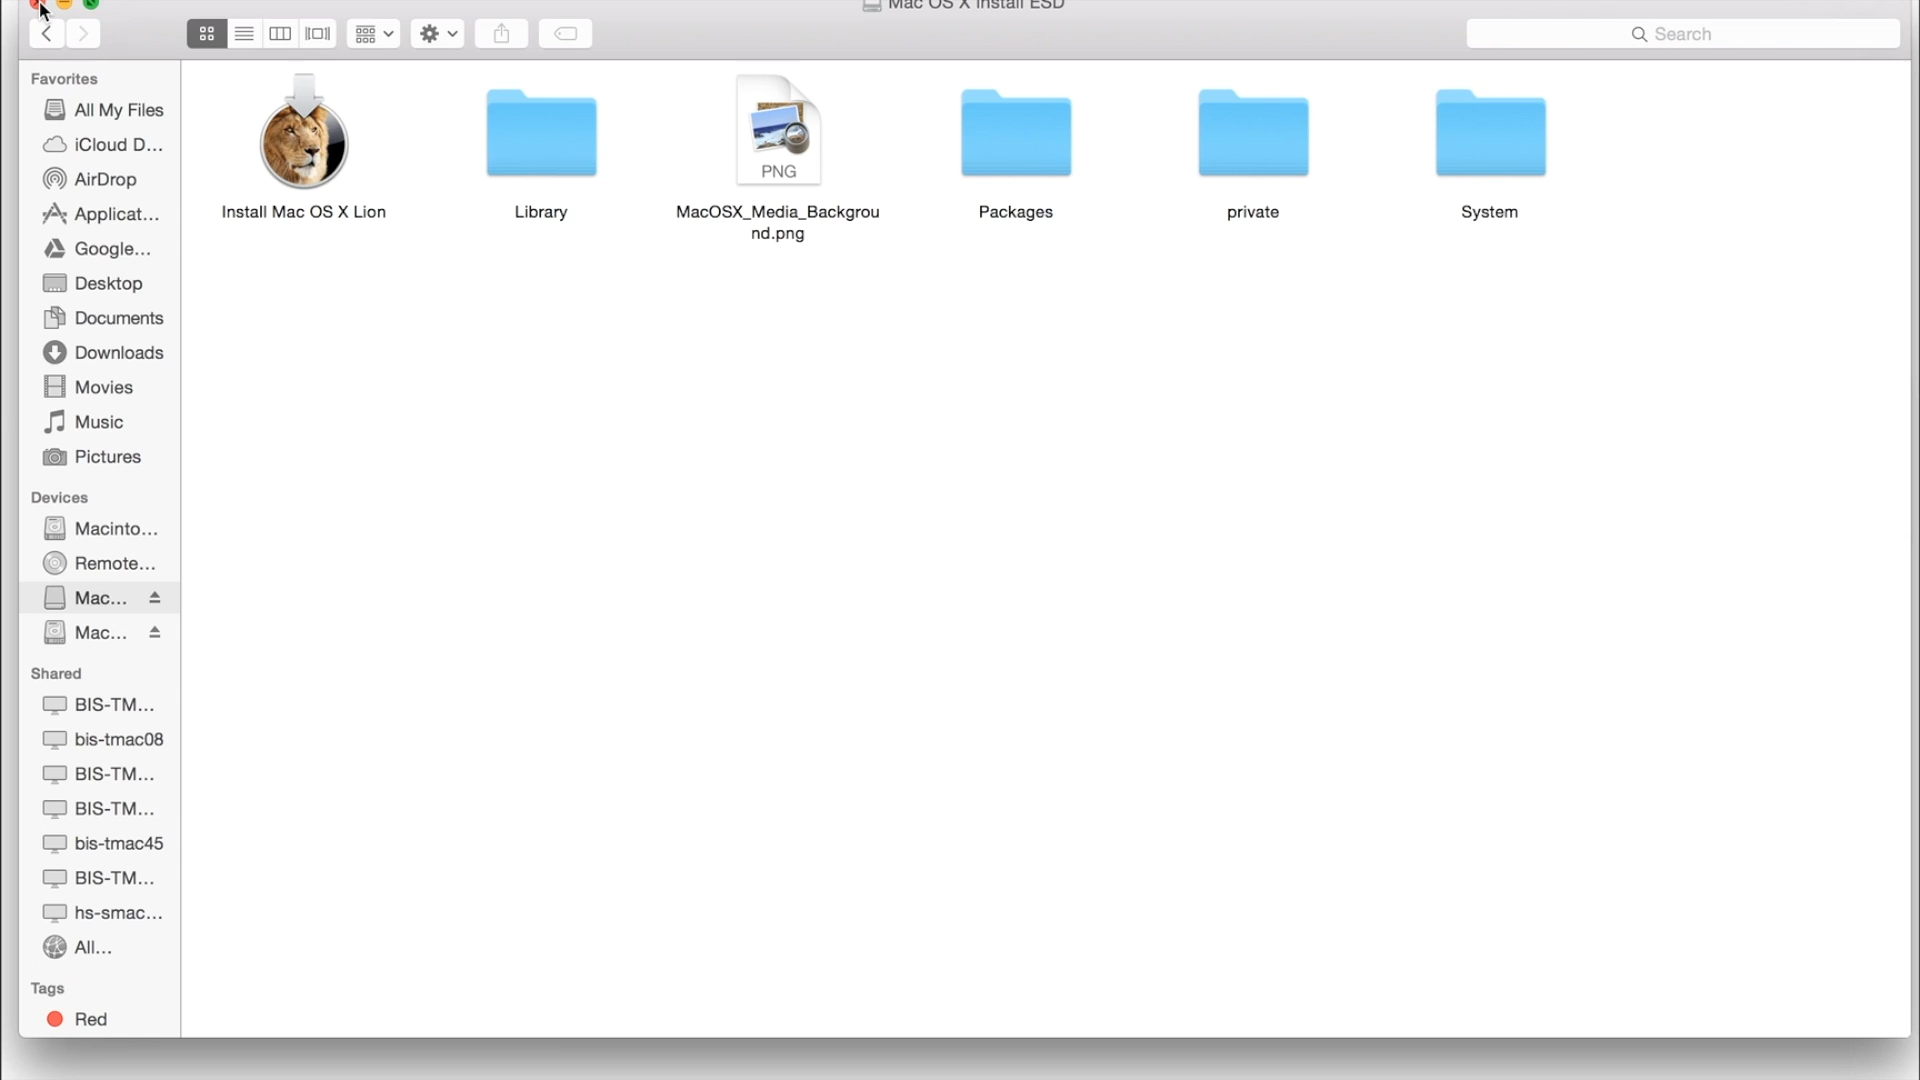 Mac OS X Install ESD
Search
Favorites
All My Files
iCloud D...
AirDrop
Applicat...
Google...
Desktop
Documents
Downloads
Movies
Music
Pictures
Devices
Macinto...
Remote...
Mac...
Mac...
Shared
BIS-TM...
bis-tmac08
BIS-TM...
BIS-TM...
bis-tmac45
BIS-TM...
hs-smac...
All...
Tags
Red
PNG
Install Mac OS X Lion
Library
MacOSX_Media_Backgrou
nd.png
Packages
private
System